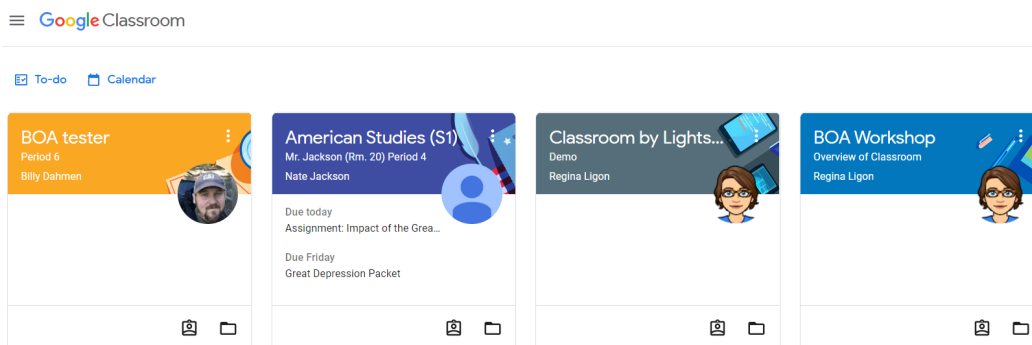 Google Classroom
To-do Calendar
BOA tester
Period 6
Billy Dahmen
American Studies (S1)
Mr. Jackson (Rm. 20) Period 4
Nate Jackson
Due today
Assignment: Impact of the Grea...
Due Friday
Great Depression Packet
Classroom by Lights...
Demo
Regina Ligon
BOA Workshop
Overview of Classroom
Regina Ligon